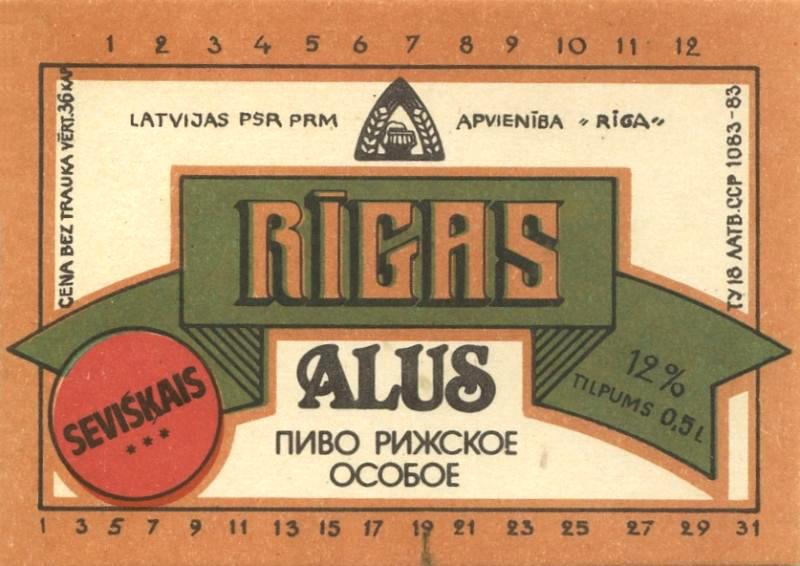 1 2 3 4 5 6 7 8 9 10 11 12
LATVIJAS PSR PRM
APVIENĪBA „RĪGA”
CENA BEZ TRAUKA VĒRT.36 KAP
ТУ 18 ЛАТВ.ССР 1083-83
RĪGAS
ALUS
SEVIŠĶAIS
***
12%
TILPUMS 0,5 L
ПИВО РИЖСКОЕ
ОСОБОЕ
1 3 5 7 9 11 13 15 17 19 21 23 25 27 29 31